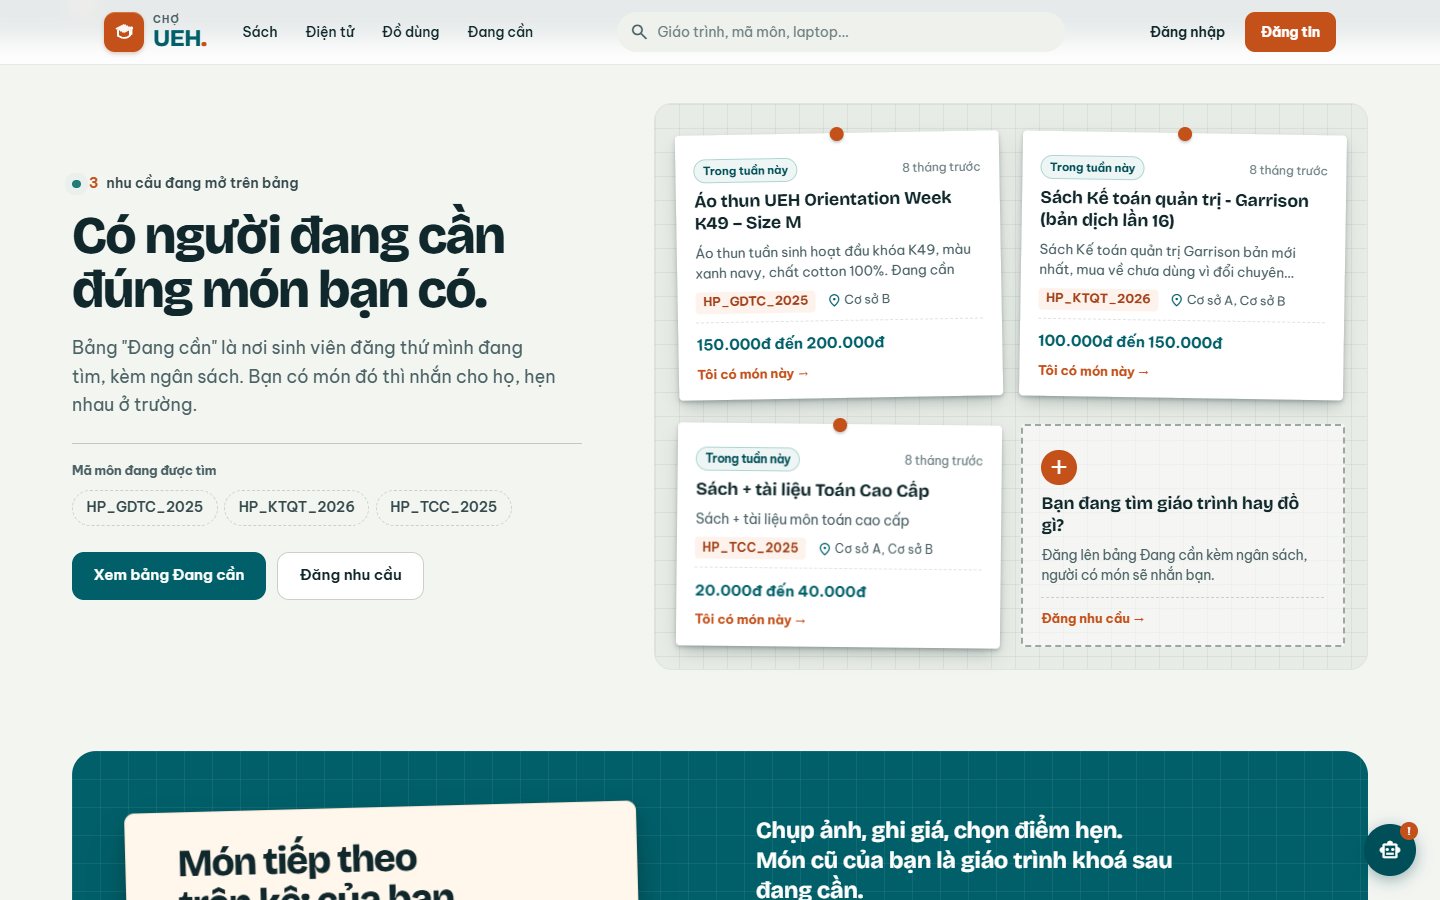 CHỢ
UEH.
Sách
Điện tử
Đồ dùng
Đang cần
Giáo trình, mã môn, laptop...
Đăng nhập
Đăng tin
3 nhu cầu đang mở trên bảng
Có người đang cần
đúng món bạn có.
Bảng "Đang cần" là nơi sinh viên đăng thứ mình đang
tìm, kèm ngân sách. Bạn có món đó thì nhắn cho họ, hẹn
nhau ở trường.
Mã môn đang được tìm
HP_GDTC_2025
HP_KTQT_2026
HP_TCC_2025
Xem bảng Đang cần
Đăng nhu cầu
Trong tuần này
8 tháng trước
Áo thun UEH Orientation Week
K49 – Size M
Áo thun tuần sinh hoạt đầu khóa K49, màu
xanh navy, chất cotton 100%. Đang cần
HP_GDTC_2025
Cơ sở B
150.000đ đến 200.000đ
Tôi có món này →
Trong tuần này
8 tháng trước
Sách Kế toán quản trị - Garrison
(bản dịch lần 16)
Sách Kế toán quản trị Garrison bản mới
nhất, mua về chưa dùng vì đổi chuyên...
HP_KTQT_2026
Cơ sở A, Cơ sở B
100.000đ đến 150.000đ
Tôi có món này →
Trong tuần này
8 tháng trước
Sách + tài liệu Toán Cao Cấp
Sách + tài liệu môn toán cao cấp
HP_TCC_2025
Cơ sở A, Cơ sở B
20.000đ đến 40.000đ
Tôi có món này →
Bạn đang tìm giáo trình hay đồ
gì?
Đăng lên bảng Đang cần kèm ngân sách,
người có món sẽ nhắn bạn.
Đăng nhu cầu →
Món tiếp theo
trên kệ: của bạn
Chụp ảnh, ghi giá, chọn điểm hẹn.
Món cũ của bạn là giáo trình khoá sau
đang cần.
!